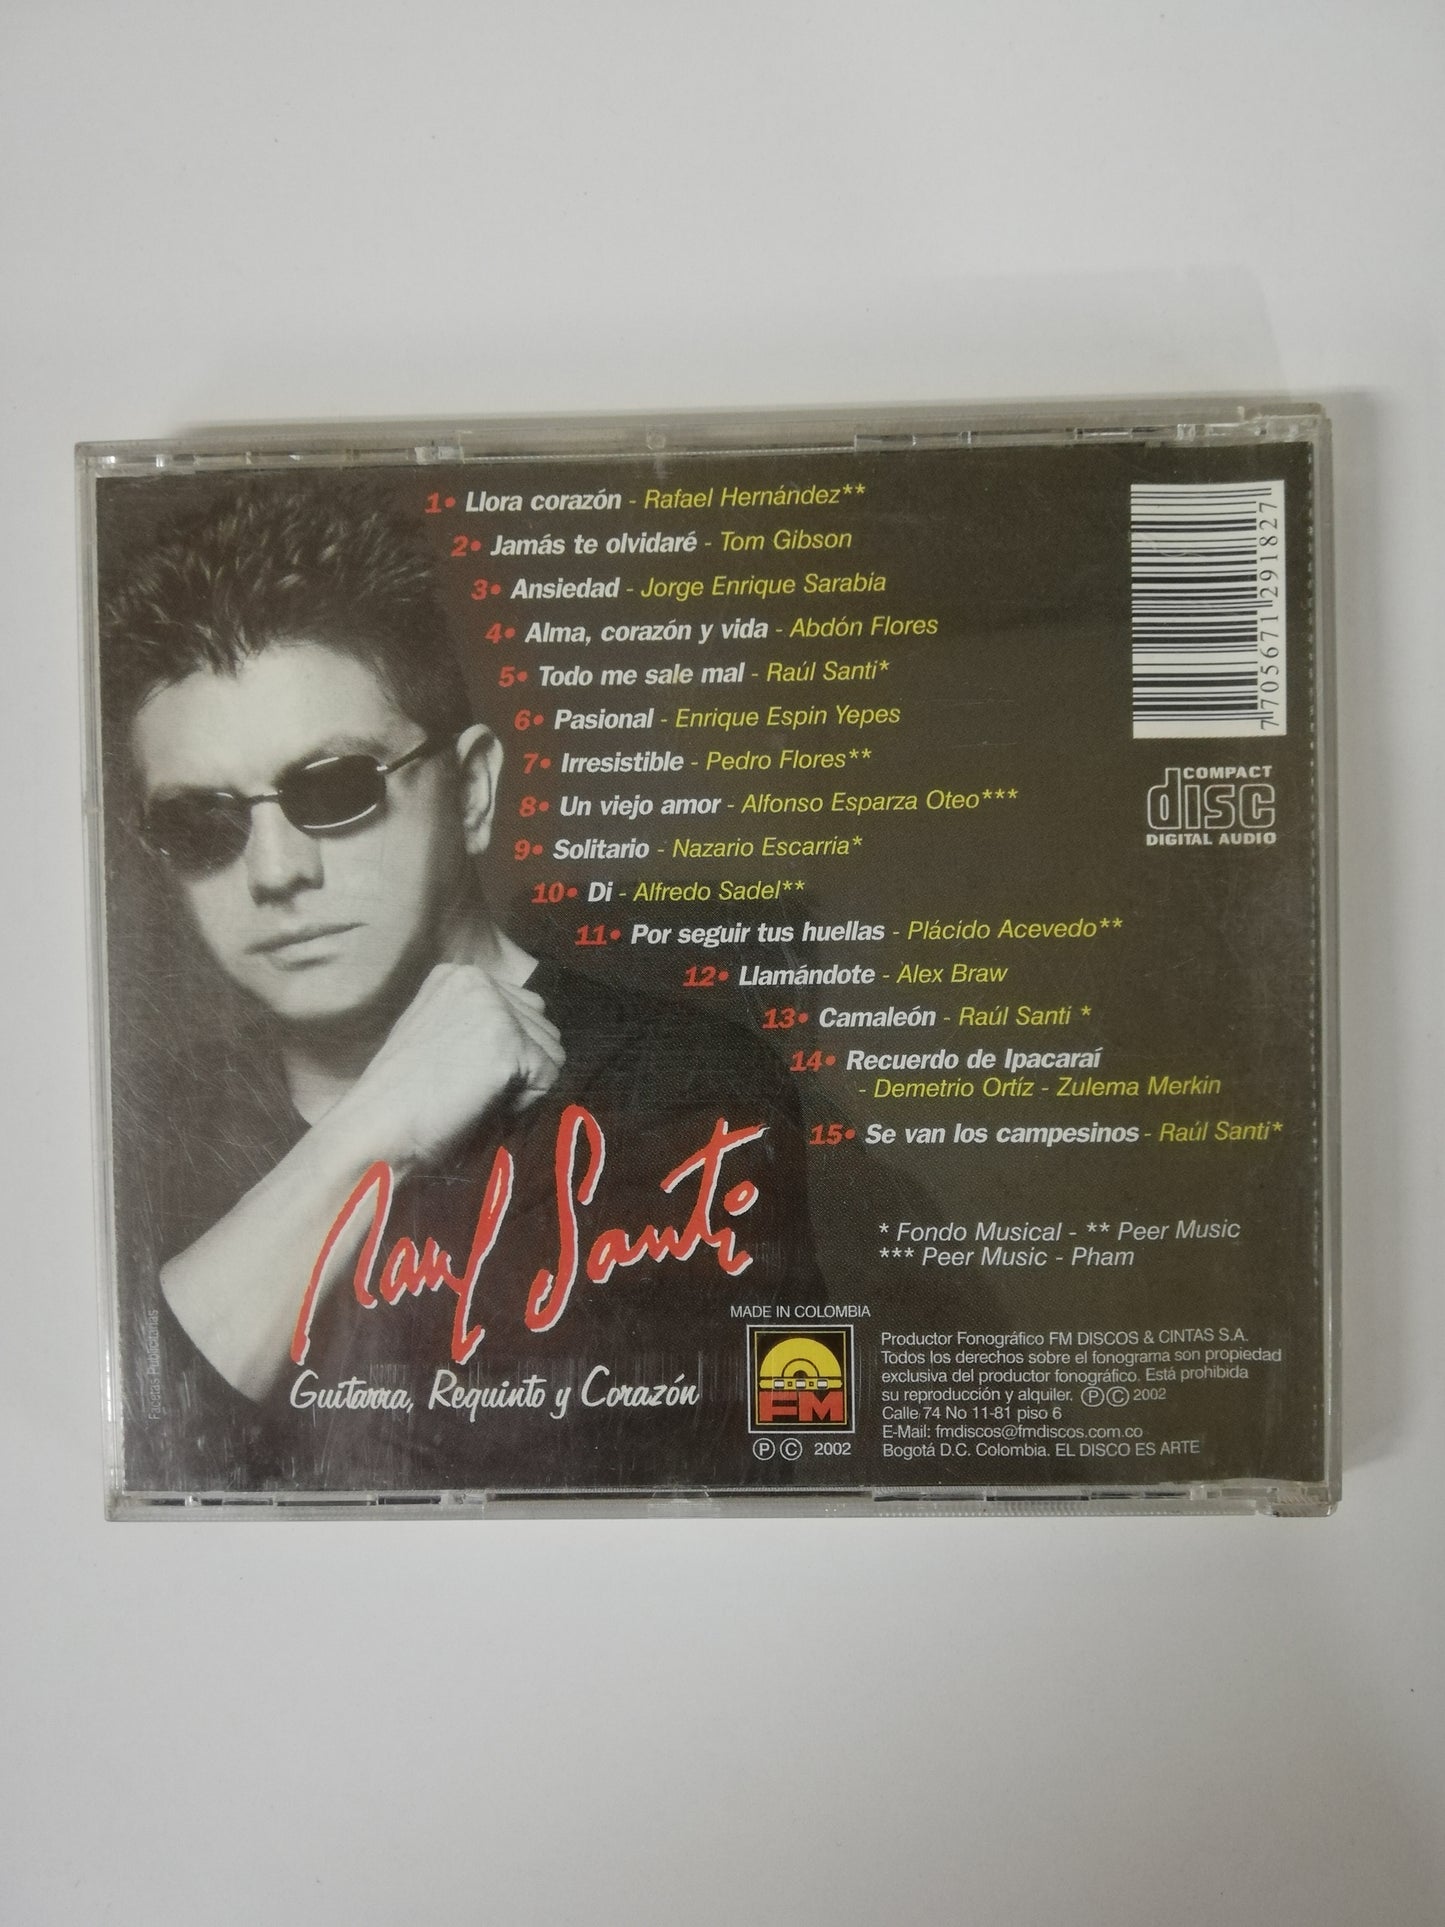 1• Llora corazón - Rafael Hernández**
2• Jamás te olvidaré - Tom Gibson
3• Ansiedad - Jorge Enrique Sarabia
4• Alma, corazón y vida - Abdón Flores
5• Todo me sale mal - Raúl Santi*
6• Pasional - Enrique Espin Yepes
7• Irresistible - Pedro Flores**
8• Un viejo amor - Alfonso Esparza Oteo***
9• Solitario - Nazario Escarria*
10• Di - Alfredo Sadel**
11• Por seguir tus huellas - Plácido Acevedo**
12• Llamándote - Alex Braw
13• Camaleón - Raúl Santi *
14• Recuerdo de Ipacaraí
- Demetrio Ortíz - Zulema Merkin
15• Se van los campesinos - Raúl Santi*
7 705671 291827
COMPACT
disc
DIGITAL AUDIO
Raul Santi
Guitarra, Requinto y Corazón
* Fondo Musical - ** Peer Music
*** Peer Music - Pham
MADE IN COLOMBIA
FM
Ⓟ Ⓒ 2002
Productor Fonográfico FM DISCOS & CINTAS S.A.
Todos los derechos sobre el fonograma son propiedad
exclusiva del productor fonográfico. Está prohibida
su reproducción y alquiler. Ⓟ Ⓒ 2002
Calle 74 No 11-81 piso 6
E-Mail: fmdiscos@fmdiscos.com.co
Bogotá D.C. Colombia. EL DISCO ES ARTE
Facetas Publicitarias